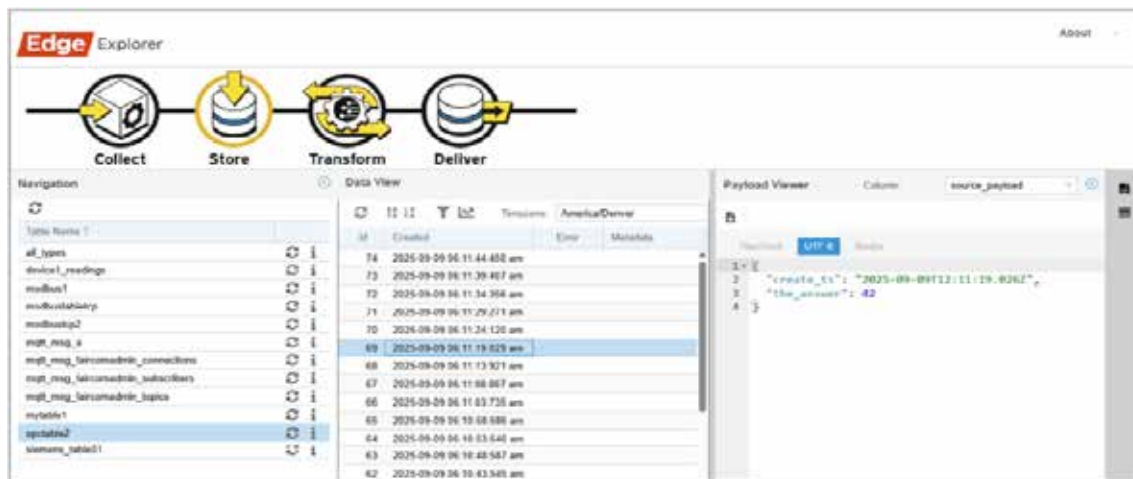 Edge Explorer
About
Collect Store Transform Deliver
Navigation
Table Name
all_types
device1_readings
modbus1
modbustabletcp
modbustcp2
mqtt_msg_a
mqtt_msg_faircomadmin_connections
mqtt_msg_faircomadmin_subscribers
mqtt_msg_faircomadmin_topics
mytable1
opctable2
siemens_table01
Data View
Timezone America/Denver
Id Created Error Metadata
74 2025-09-09 06:11:44.450 am
73 2025-09-09 06:11:39.407 am
72 2025-09-09 06:11:34.356 am
71 2025-09-09 06:11:29.271 am
70 2025-09-09 06:11:24.120 am
69 2025-09-09 06:11:19.029 am
68 2025-09-09 06:11:13.921 am
67 2025-09-09 06:11:08.807 am
66 2025-09-09 06:11:03.735 am
65 2025-09-09 06:10:58.586 am
64 2025-09-09 06:10:53.640 am
63 2025-09-09 06:10:48.587 am
62 2025-09-09 06:10:43.545 am
Payload Viewer Column source_payload
UTF-8
1 {
2 "create_ts": "2025-09-09T12:11:19.026Z",
3 "the_answer": 42
4 }